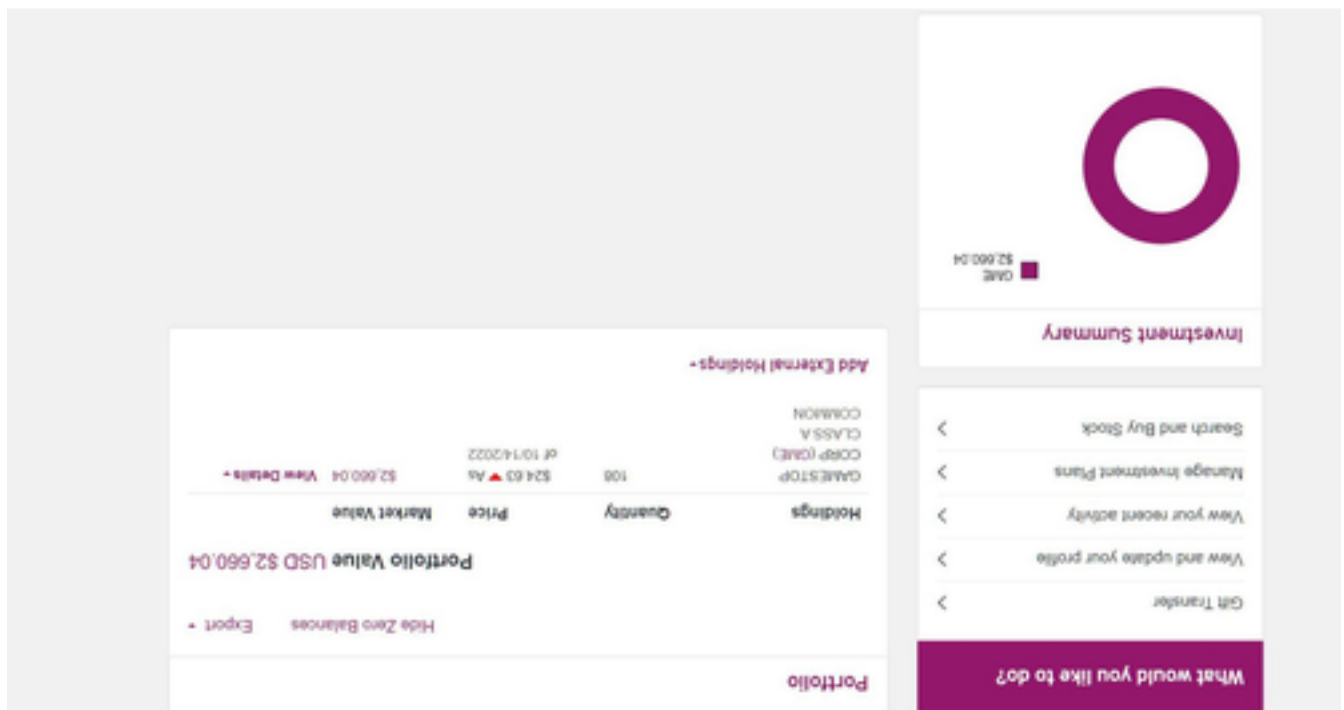 What would you like to do?
Gift Transfer
View and update your profile
View your recent activity
Manage Investment Plans
Search and Buy Stock
Investment Summary
GME
$2,660.04
Portfolio
Hide Zero Balances Export
Portfolio Value USD $2,660.04
Holdings Quantity Price Market Value
GAMESTOP 108 $24.63 As $2,660.04 View Details
CORP (GME) of 10/14/2022
CLASS A
COMMON
Add External Holdings